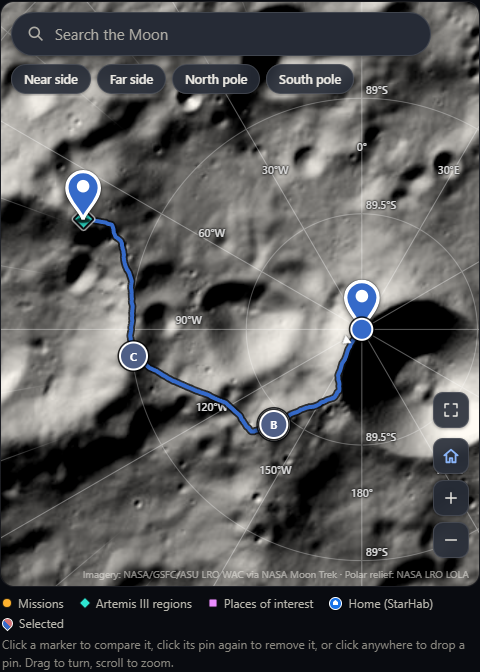 Search the Moon
Near side
Far side
North pole
South pole
89°S
0°
30°W
30°E
89.5°S
60°W
90°W
C
120°W
B
89.5°S
150°W
180°
89°S
Imagery: NASA/GSFC/ASU LRO WAC via NASA Moon Trek · Polar relief: NASA LRO LOLA
Missions
Artemis III regions
Places of interest
Home (StarHab)
Selected
Click a marker to compare it, click its pin again to remove it, or click anywhere to drop a
pin. Drag to turn, scroll to zoom.